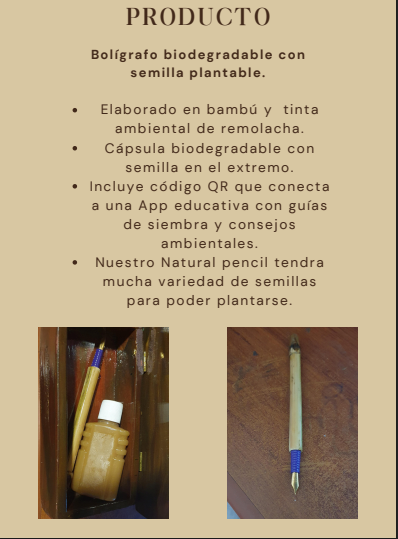 PRODUCTO
Bolígrafo biodegradable con
semilla plantable.
• Elaborado en bambú y tinta
ambiental de remolacha.
• Cápsula biodegradable con
semilla en el extremo.
• Incluye código QR que conecta
a una App educativa con guías
de siembra y consejos
ambientales.
• Nuestro Natural pencil tendra
mucha variedad de semillas
para poder plantarse.